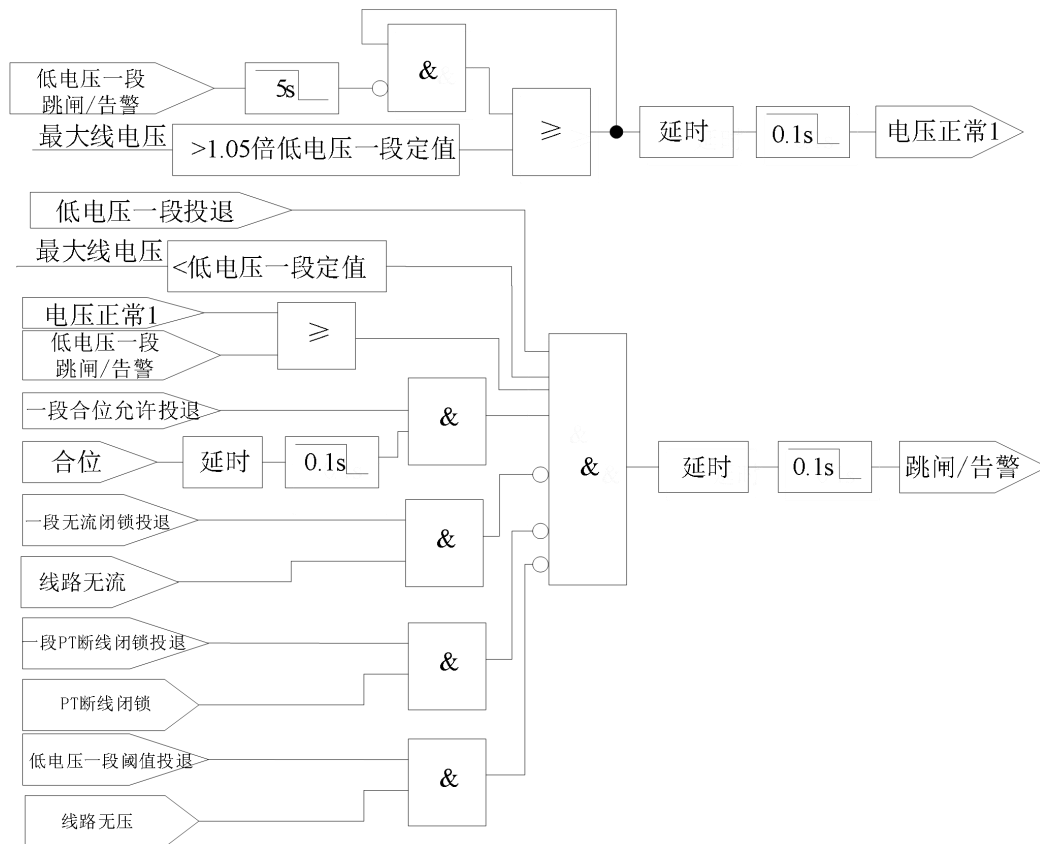 低电压一段
跳闸/告警
5s
&
最大线电压
>1.05倍低电压一段定值
≥
延时
0.1s
电压正常1
低电压一段投退
最大线电压
<低电压一段定值
电压正常1
低电压一段
跳闸/告警
≥
一段合位允许投退
&
合位
延时
0.1s
&
延时
0.1s
跳闸/告警
一段无流闭锁投退
&
线路无流
一段PT断线闭锁投退
&
PT断线闭锁
低电压一段阈值投退
&
线路无压